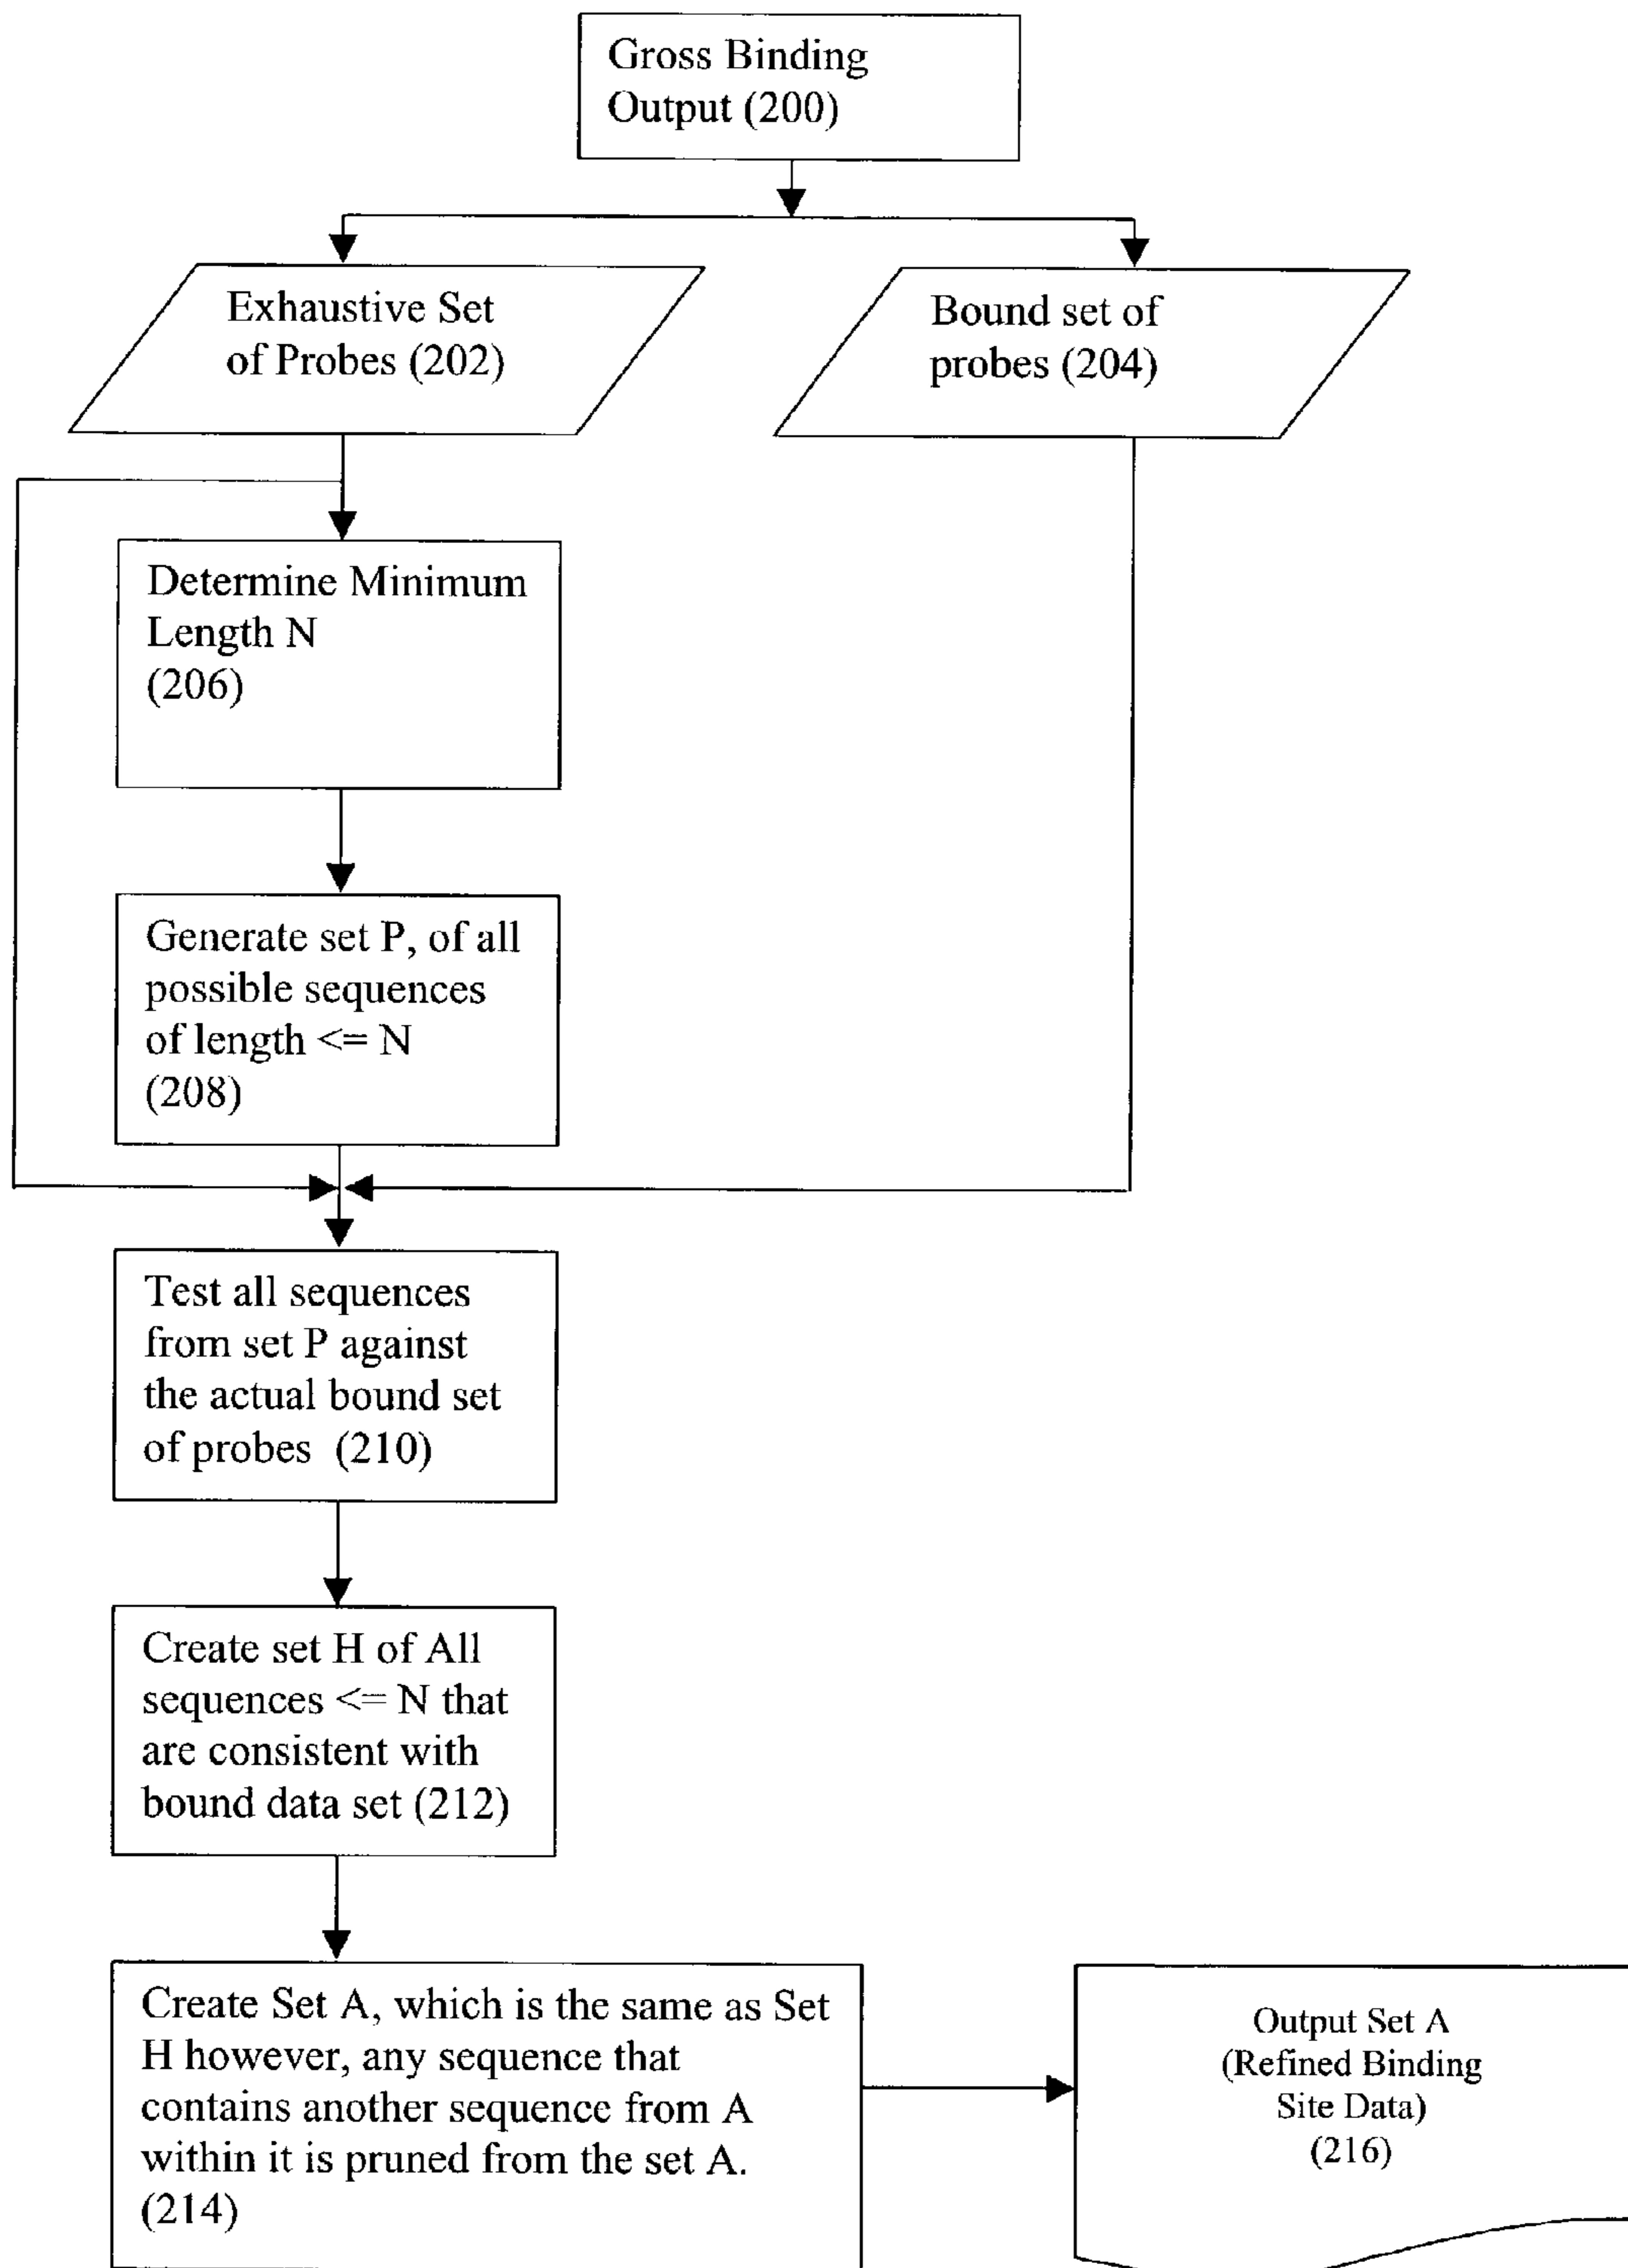 Gross Binding
Output (200)
Exhaustive Set
of Probes (202)
Bound set of
probes (204)
Determine Minimum
Length N
(206)
Generate set P, of all
possible sequences
of length <= N
(208)
Test all sequences
from set P against
the actual bound set
of probes (210)
Create set H of All
sequences <= N that
are consistent with
bound data set (212)
Create Set A, which is the same as Set
H however, any sequence that
contains another sequence from A
within it is pruned from the set A.
(214)
Output Set A
(Refined Binding
Site Data)
(216)